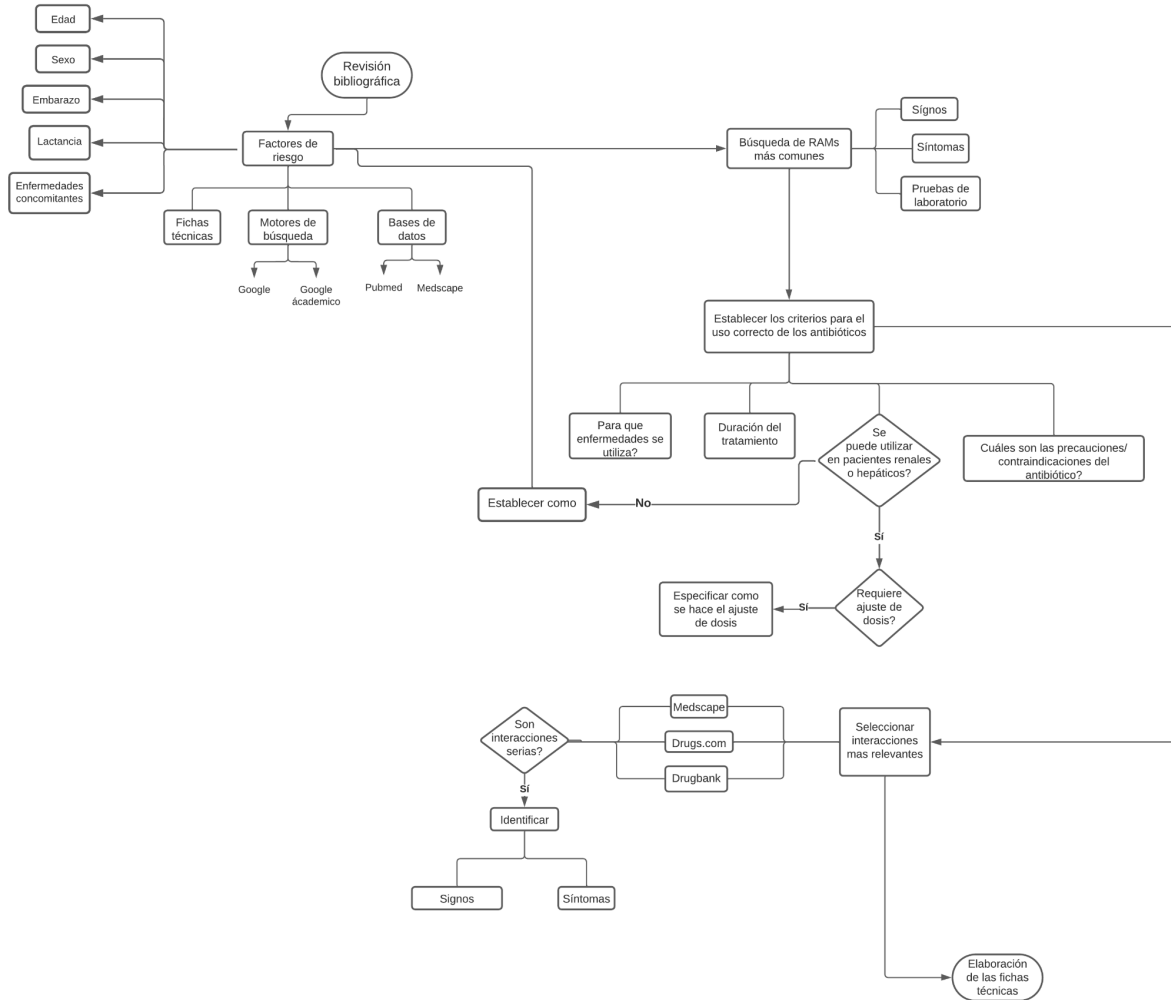 Edad
Sexo
Embarazo
Lactancia
Enfermedades
concomitantes
Revisión
bibliográfica
Factores de
riesgo
Fichas
técnicas
Motores de
búsqueda
Bases de
datos
Google
Google
ácademico
Pubmed
Medscape
Búsqueda de RAMs
más comunes
Sígnos
Síntomas
Pruebas de
laboratorio
Establecer los criterios para el
uso correcto de los antibióticos
Para que
enfermedades se
utiliza?
Duración del
tratamiento
Se
puede utilizar
en pacientes renales
o hepáticos?
Cuáles son las precauciones/
contraindicaciones del
antibiótico?
No
Establecer como
Sí
Requiere
ajuste de
dosis?
Sí
Especificar como
se hace el ajuste
de dosis
Seleccionar
interacciones
mas relevantes
Medscape
Drugs.com
Drugbank
Son
interacciones
serias?
Sí
Identificar
Signos
Síntomas
Elaboración
de las fichas
técnicas